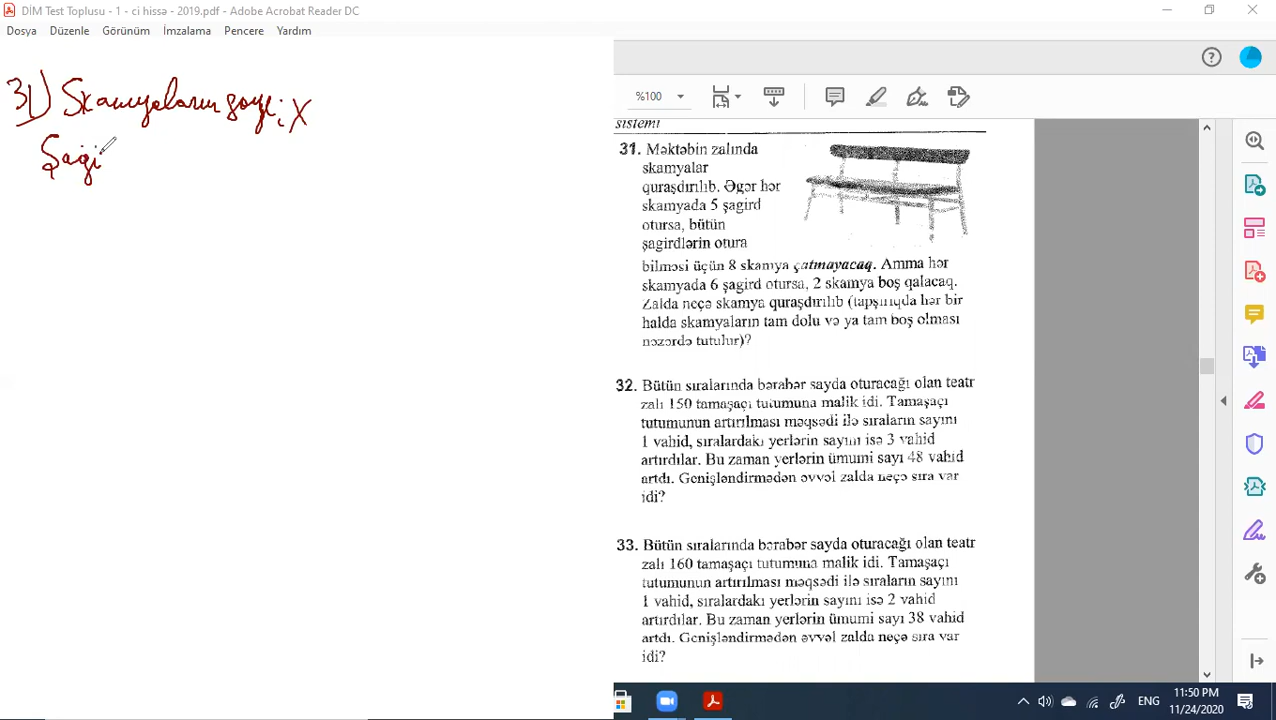 DİM Test Toplusu - 1 - ci hissə - 2019.pdf - Adobe Acrobat Reader DC
Dosya Düzenle Görünüm İmzalama Pencere Yardım
31) Skamyaların sayı; X
Şagi
%100
sistemi
31. Məktəbin zalında
skamyalar
quraşdırılıb. Əgər hər
skamyada 5 şagird
otursa, bütün
şagirdlərin otura
bilməsi üçün 8 skamya çatmayacaq. Amma hər
skamyada 6 şagird otursa, 2 skamya boş qalacaq.
Zalda neçə skamya quraşdırılıb (tapşırıqda hər bir
halda skamyaların tam dolu və ya tam boş olması
nəzərdə tutulur)?
32. Bütün sıralarında bərabər sayda oturacağı olan teatr
zalı 150 tamaşaçı tutumuna malik idi. Tamaşaçı
tutumunun artırılması məqsədi ilə sıraların sayını
1 vahid, sıralardakı yerlərin sayını isə 3 vahid
artırdılar. Bu zaman yerlərin ümumi sayı 48 vahid
artdı. Genişləndirmədən əvvəl zalda neçə sıra var
idi?
33. Bütün sıralarında bərabər sayda oturacağı olan teatr
zalı 160 tamaşaçı tutumuna malik idi. Tamaşaçı
tutumunun artırılması məqsədi ilə sıraların sayını
1 vahid, sıralardakı yerlərin sayını isə 2 vahid
artırdılar. Bu zaman yerlərin ümumi sayı 38 vahid
artdı. Genişləndirmədən əvvəl zalda neçə sıra var
idi?
ENG
11:50 PM
11/24/2020